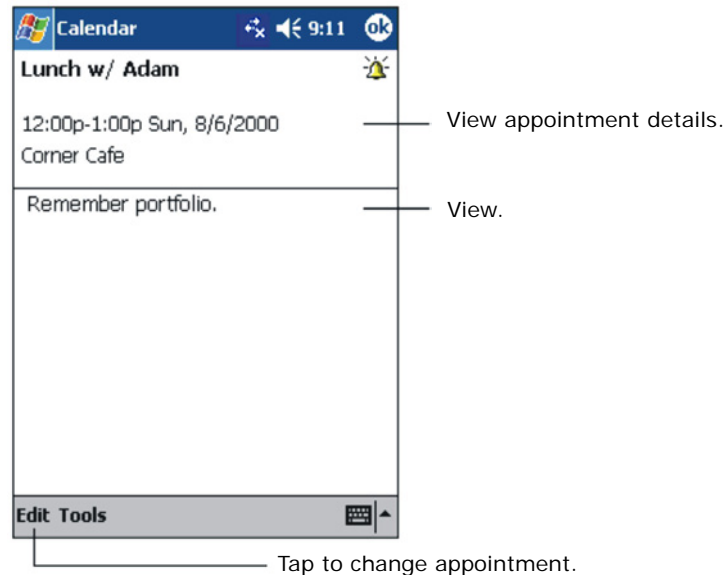 Calendar 9:11 ok
Lunch w/ Adam
12:00p-1:00p Sun, 8/6/2000
View appointment details.
Corner Cafe
Remember portfolio.
View.
Edit Tools
Tap to change appointment.